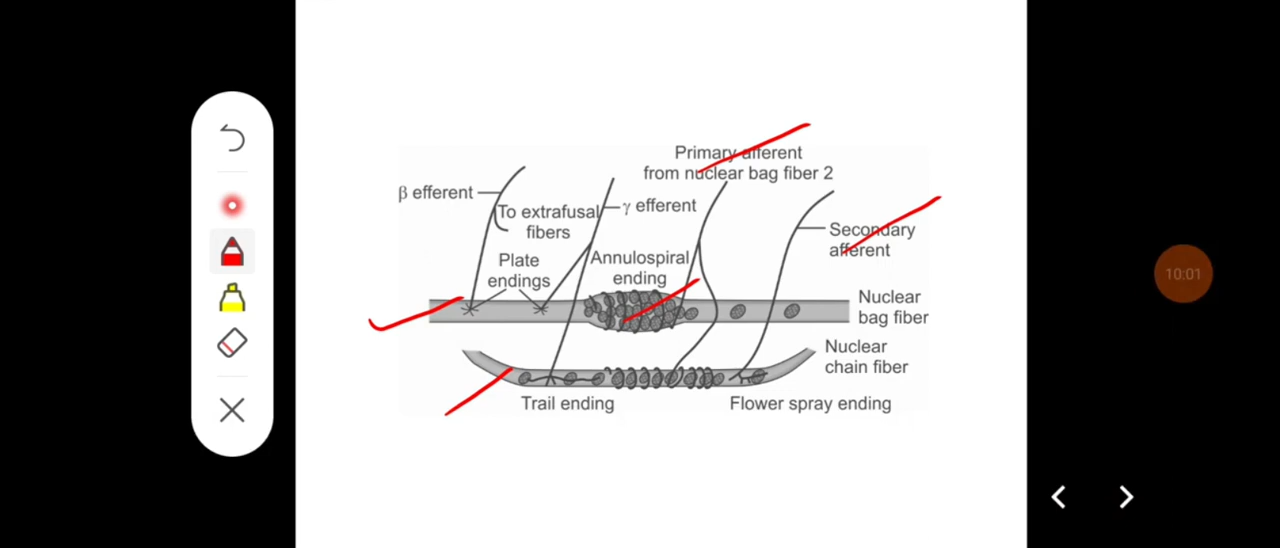 Primary afferent
from nuclear bag fiber 2
β efferent
To extrafusal
fibers
γ efferent
Secondary
afferent
Plate
endings
Annulospiral
ending
Nuclear
bag fiber
Nuclear
chain fiber
Trail ending
Flower spray ending
10:01